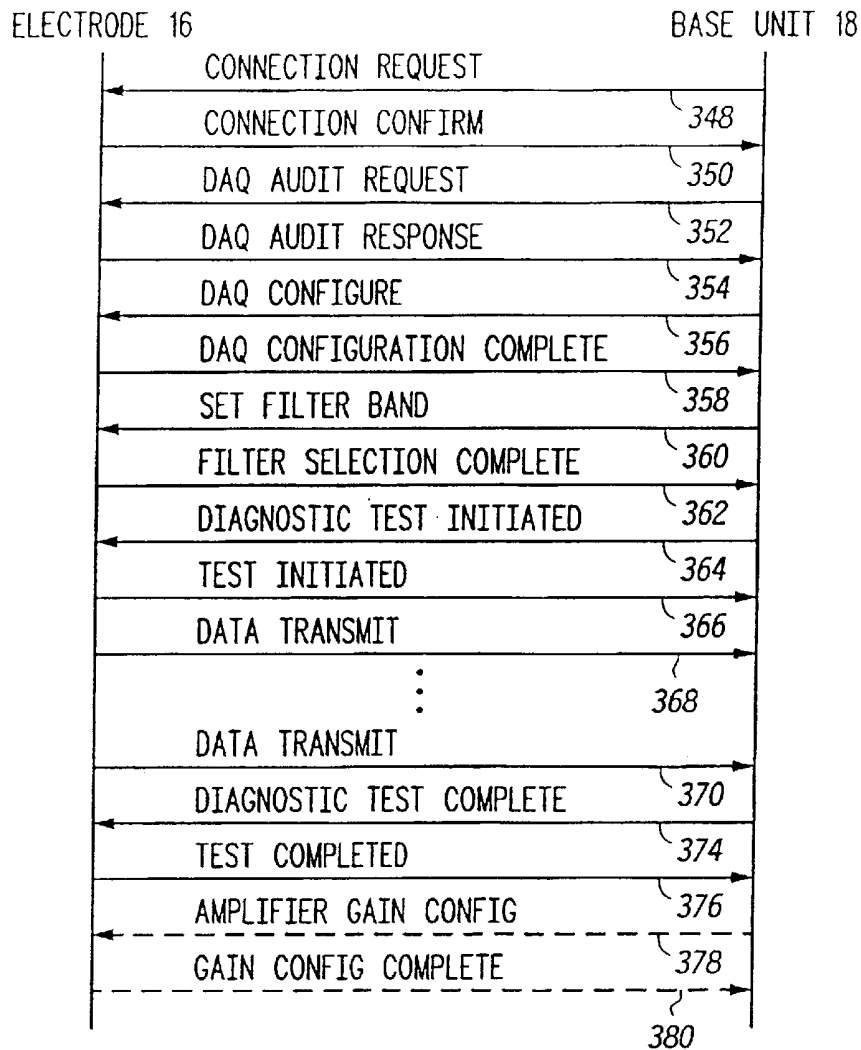 ELECTRODE 16 BASE UNIT 18
CONNECTION REQUEST
348
CONNECTION CONFIRM
350
DAQ AUDIT REQUEST
352
DAQ AUDIT RESPONSE
354
DAQ CONFIGURE
356
DAQ CONFIGURATION COMPLETE
358
SET FILTER BAND
360
FILTER SELECTION COMPLETE
362
DIAGNOSTIC TEST INITIATED
364
TEST INITIATED
366
DATA TRANSMIT
368
DATA TRANSMIT
370
DIAGNOSTIC TEST COMPLETE
374
TEST COMPLETED
376
AMPLIFIER GAIN CONFIG
378
GAIN CONFIG COMPLETE
380